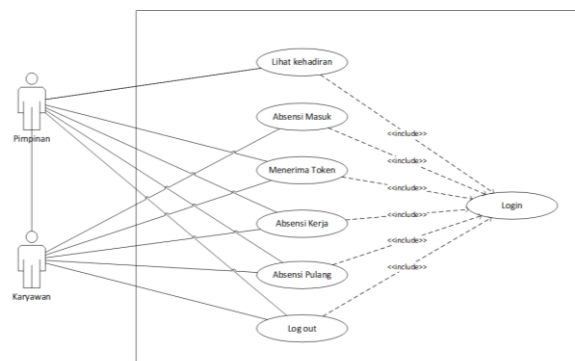 Lihat kehadiran
Absensi Masuk
Menerima Token
Absensi Kerja
Absensi Pulang
Log out
Pimpinan
Karyawan
<<include>>
<<include>>
<<include>>
<<include>>
<<include>>
<<include>>
Login